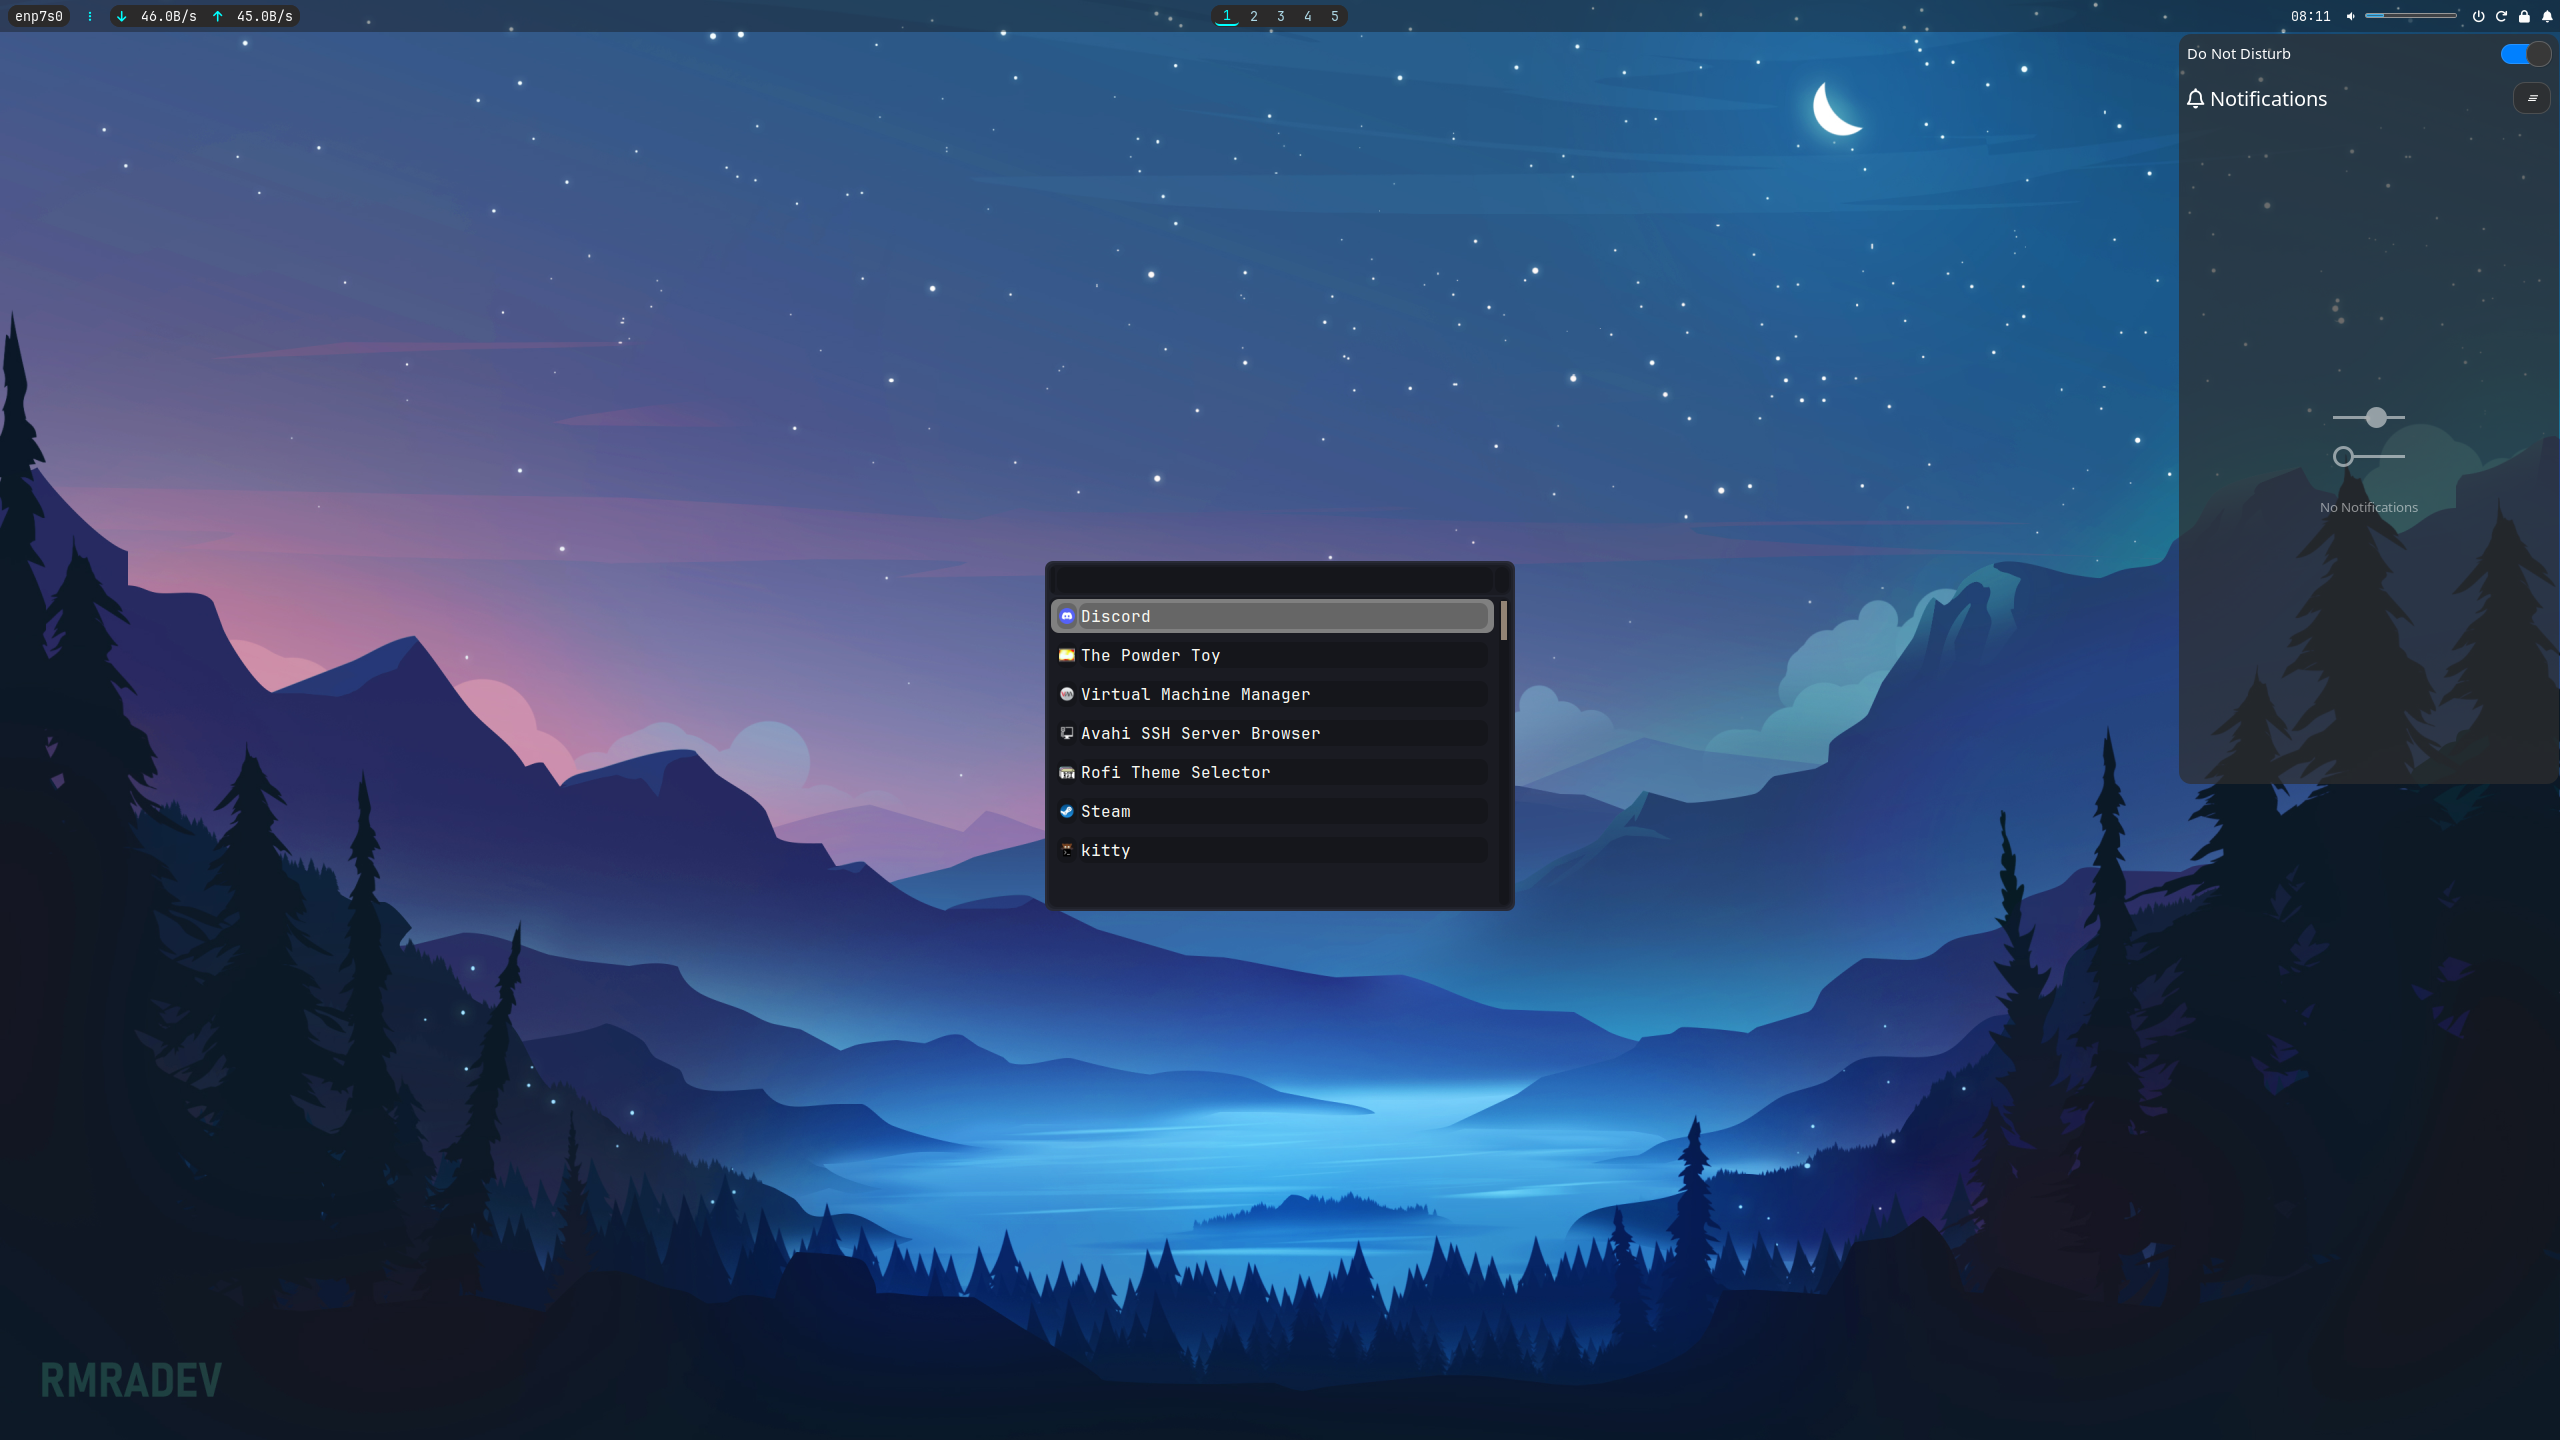 enp7s0
46.0B/s 45.0B/s
1 2 3 4 5
08:11
Do Not Disturb
Notifications
No Notifications
Discord
The Powder Toy
Virtual Machine Manager
Avahi SSH Server Browser
Rofi Theme Selector
Steam
kitty
RMRADEV